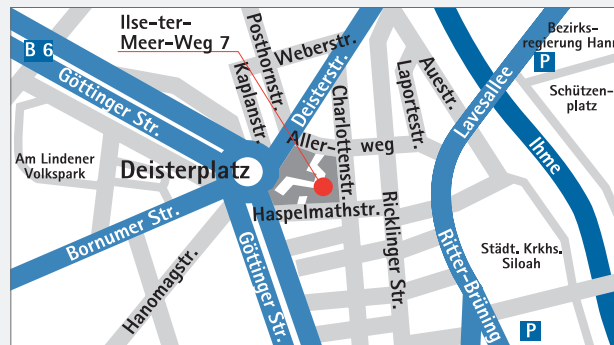 Ilse-ter-
Meer-Weg 7
B 6
Göttinger Str.
Posthornstr.
Kaplanstr.
Weberstr.
Deisterstr.
Charlottenstr.
Laportestr.
Auestr.
Lavesallee
Bezirks-
regierung Hann
P
Schützen-
platz
Ihme
Am Lindener
Volkspark
Deisterplatz
Aller- weg
Haspelmathstr.
Ricklinger Str.
Bornumer Str.
Hanomagstr.
Göttinger Str.
Ritter-Brüning
Städt. Krkhs.
Siloah
P